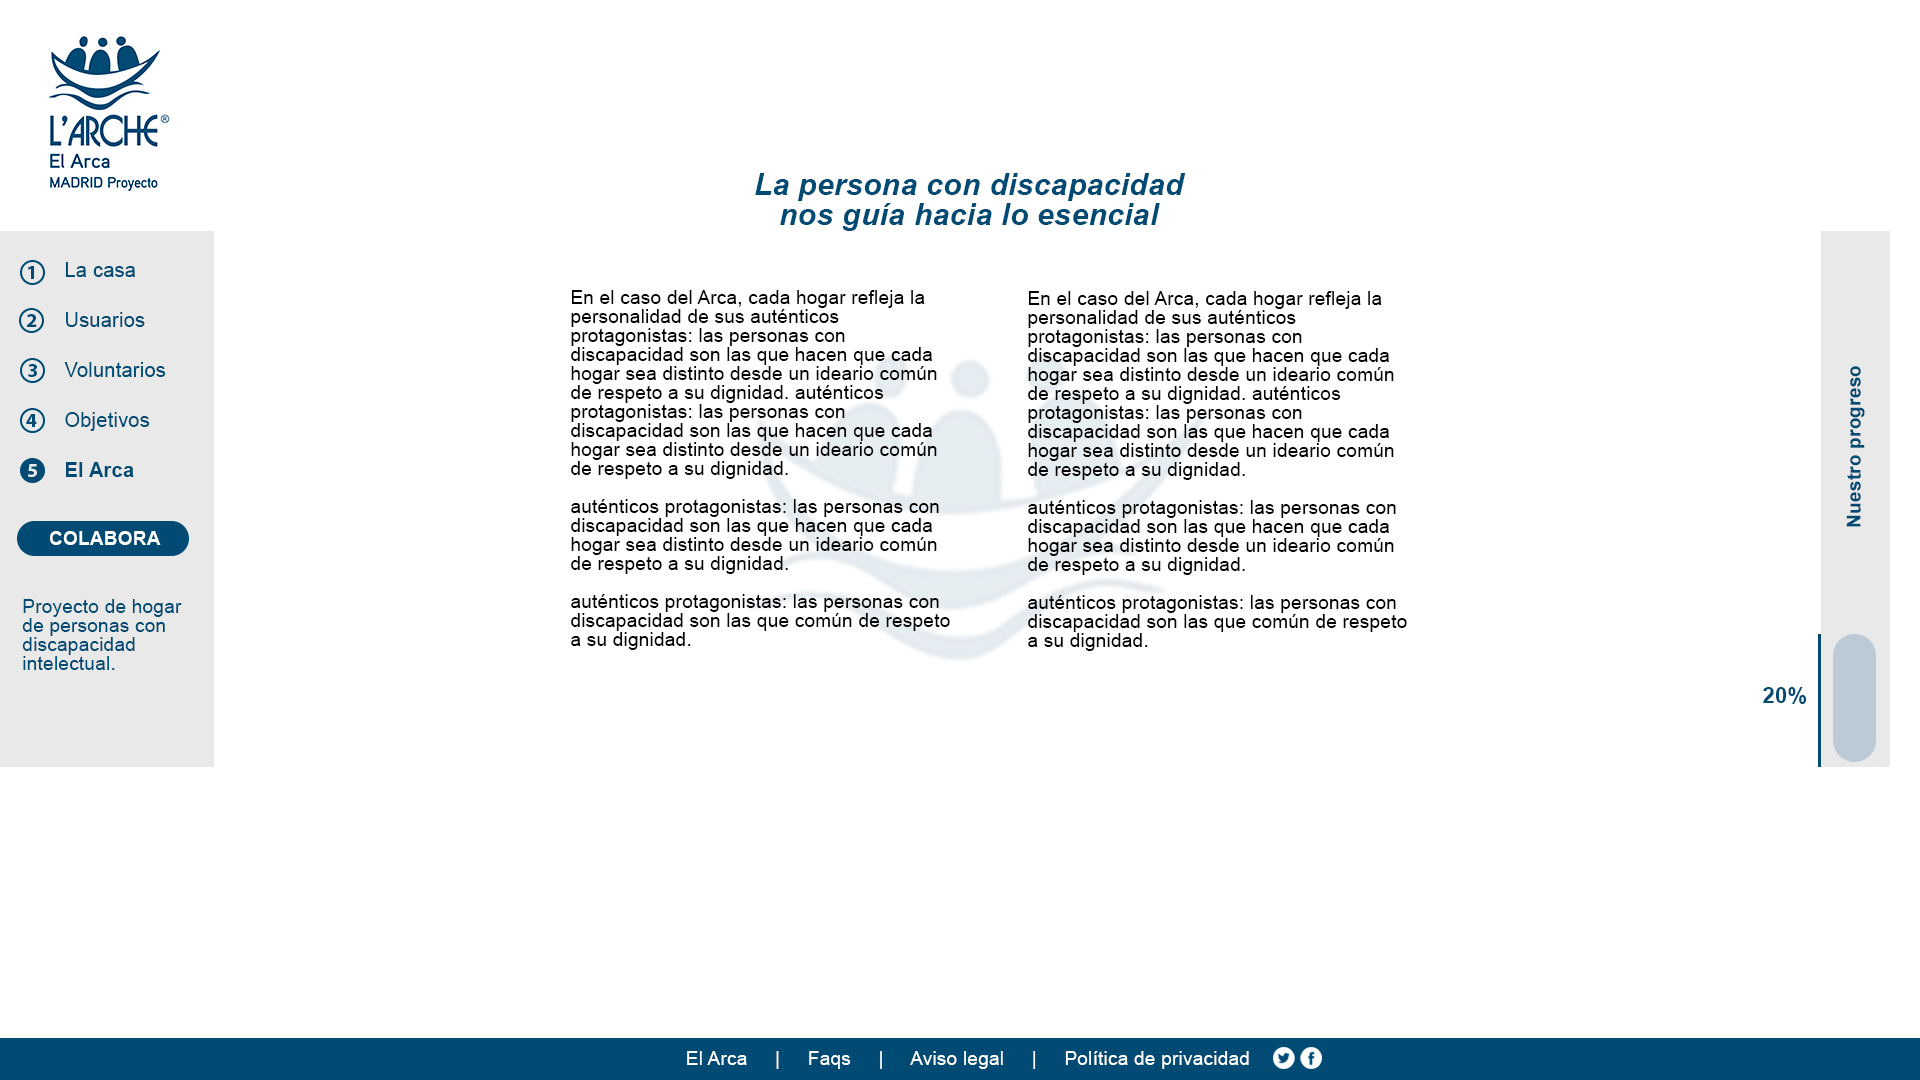 L'ARCHE®
El Arca
MADRID Proyecto
1 La casa
2 Usuarios
3 Voluntarios
4 Objetivos
5 El Arca
COLABORA
Proyecto de hogar
de personas con
discapacidad
intelectual.
La persona con discapacidad
nos guía hacia lo esencial
En el caso del Arca, cada hogar refleja la
personalidad de sus auténticos
protagonistas: las personas con
discapacidad son las que hacen que cada
hogar sea distinto desde un ideario común
de respeto a su dignidad. auténticos
protagonistas: las personas con
discapacidad son las que hacen que cada
hogar sea distinto desde un ideario común
de respeto a su dignidad.
auténticos protagonistas: las personas con
discapacidad son las que hacen que cada
hogar sea distinto desde un ideario común
de respeto a su dignidad.
auténticos protagonistas: las personas con
discapacidad son las que común de respeto
a su dignidad.
En el caso del Arca, cada hogar refleja la
personalidad de sus auténticos
protagonistas: las personas con
discapacidad son las que hacen que cada
hogar sea distinto desde un ideario común
de respeto a su dignidad. auténticos
protagonistas: las personas con
discapacidad son las que hacen que cada
hogar sea distinto desde un ideario común
de respeto a su dignidad.
auténticos protagonistas: las personas con
discapacidad son las que hacen que cada
hogar sea distinto desde un ideario común
de respeto a su dignidad.
auténticos protagonistas: las personas con
discapacidad son las que común de respeto
a su dignidad.
Nuestro progreso
20%
El Arca | Faqs | Aviso legal | Política de privacidad